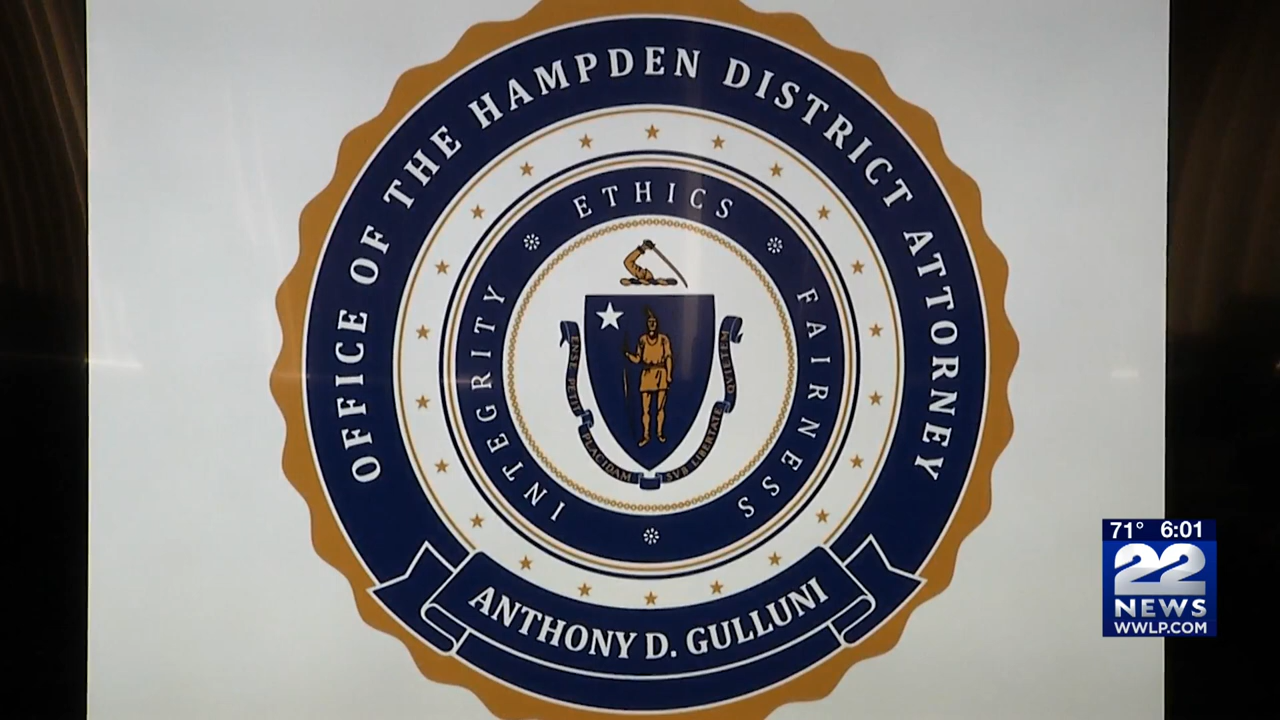 OFFICE OF THE HAMPDEN DISTRICT ATTORNEY
ETHICS
INTEGRITY
FAIRNESS
ENSE PETIT
PLACIDAM
SVB LIBERTATE
QVIETEM
ANTHONY D. GULLUNI
71° 6:01
22
NEWS
WWLP.COM